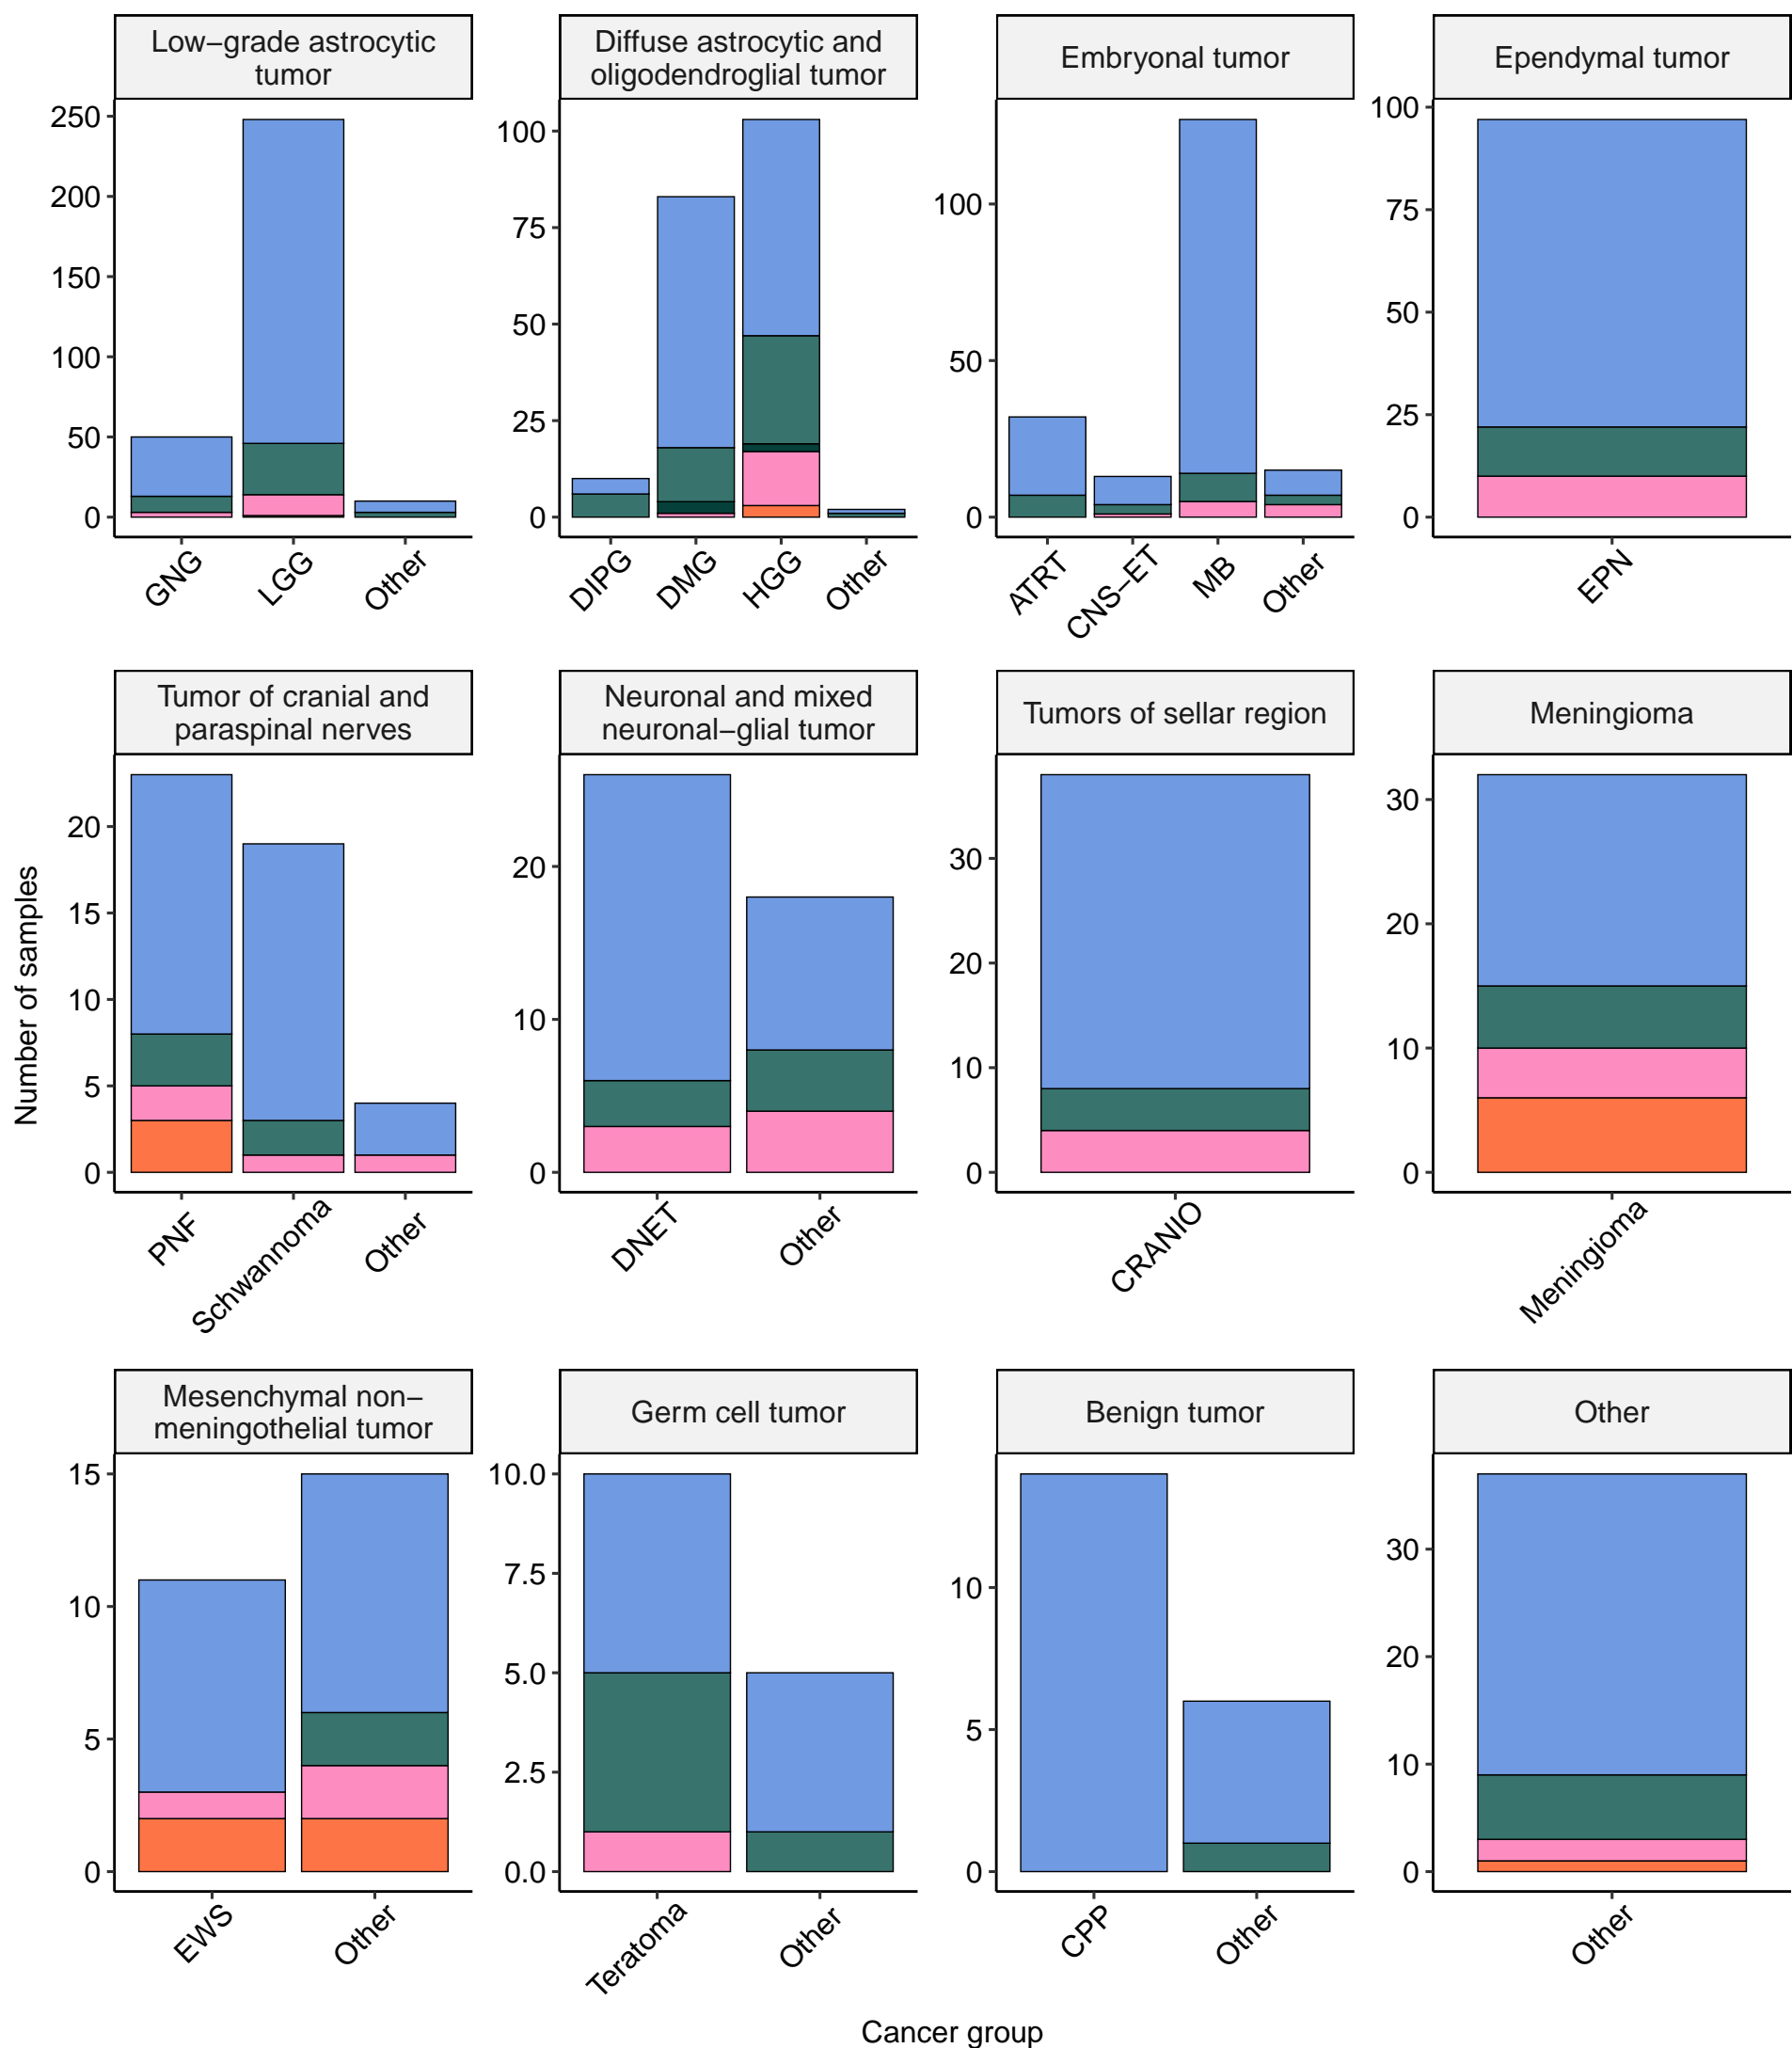 Low−grade astrocytic
tumor
Diffuse astrocytic and
oligodendroglial tumor
Embryonal tumor
Ependymal tumor
250
200
150
100
50
0
100
75
50
25
0
100
50
0
100
75
50
25
0
GNG
LGG
Other
DIPG
DMG
HGG
Other
ATRT
CNS−ET
MB
Other
EPN
Tumor of cranial and
paraspinal nerves
Neuronal and mixed
neuronal−glial tumor
Tumors of sellar region
Meningioma
Number of samples
20
15
10
5
0
20
10
0
30
20
10
0
30
20
10
0
PNF
Schwannoma
Other
DNET
Other
CRANIO
Meningioma
Mesenchymal non−
meningothelial tumor
Germ cell tumor
Benign tumor
Other
15
10
5
0
10.0
7.5
5.0
2.5
0.0
10
5
0
30
20
10
0
EWS
Other
Teratoma
Other
CPP
Other
Other
Cancer group